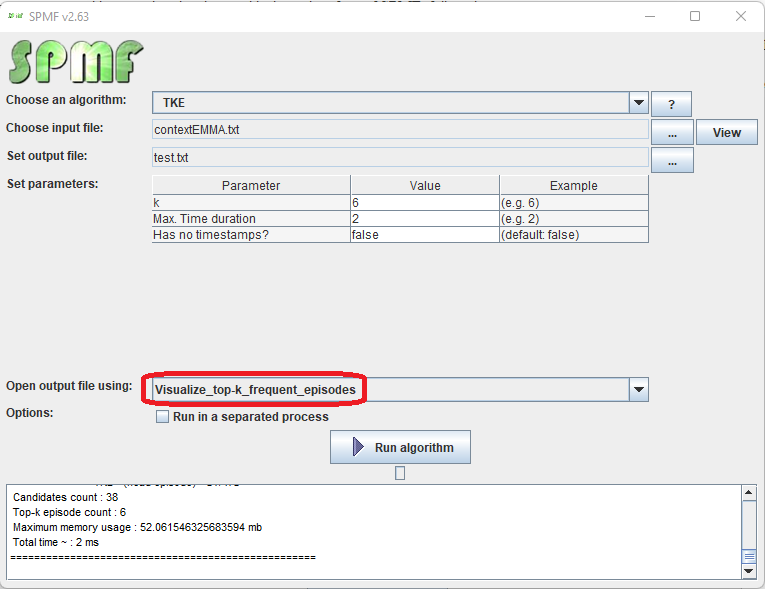 SPMF v2.63
SPMF
Choose an algorithm: TKE ?
Choose input file: contextEMMA.txt ... View
Set output file: test.txt ...
Set parameters: Parameter Value Example
k 6 (e.g. 6)
Max. Time duration 2 (e.g. 2)
Has no timestamps? false (default: false)
Open output file using: Visualize_top-k_frequent_episodes
Options: Run in a separated process
Run algorithm
Candidates count : 38
Top-k episode count : 6
Maximum memory usage : 52.061546325683594 mb
Total time ~ : 2 ms
===================================================